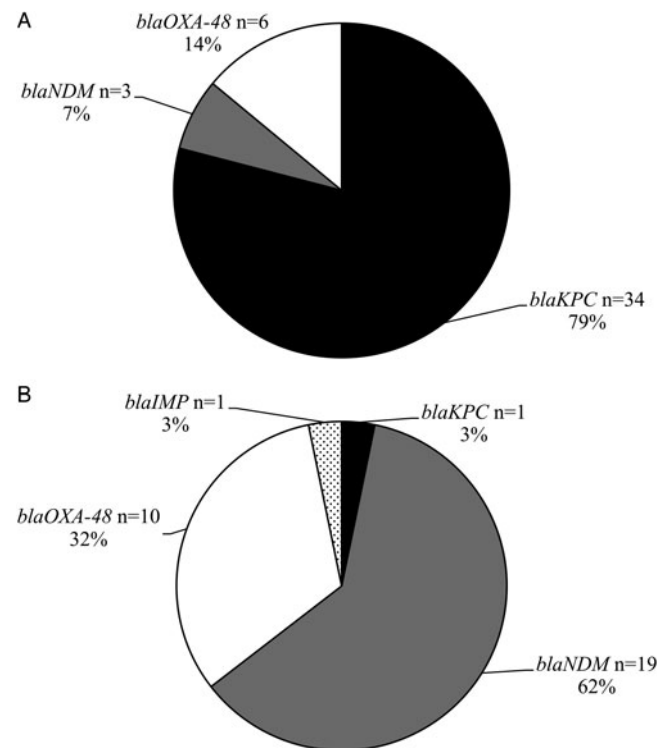 A
blaOXA-48 n=6
14%
blaNDM n=3
7%
blaKPC n=34
79%
B
blaIMP n=1
3%
blaKPC n=1
3%
blaOXA-48 n=10
32%
blaNDM n=19
62%